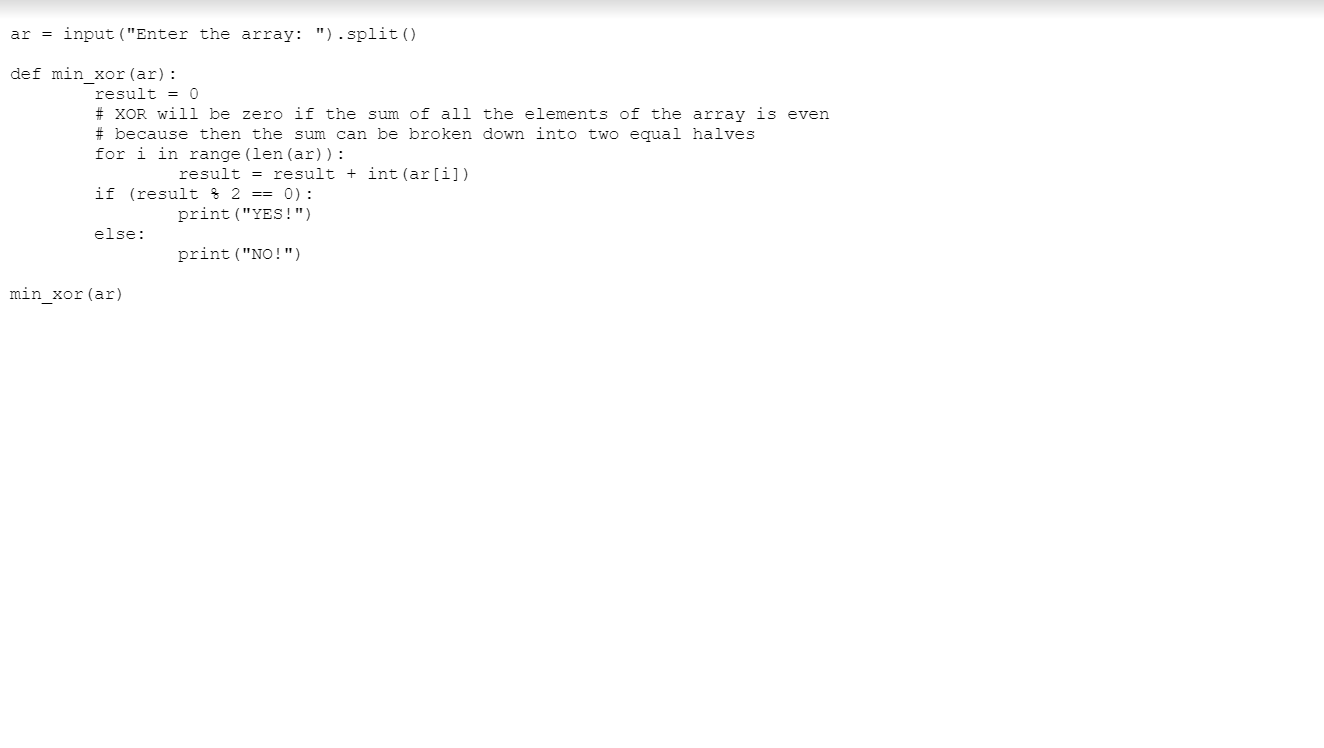 ar = input("Enter the array: ").split()
def min_xor(ar):
result = 0
# XOR will be zero if the sum of all the elements of the array is even
# because then the sum can be broken down into two equal halves
for i in range(len(ar)):
result = result + int(ar[i])
if (result % 2 == 0):
print("YES!")
else:
print("NO!")
min_xor(ar)